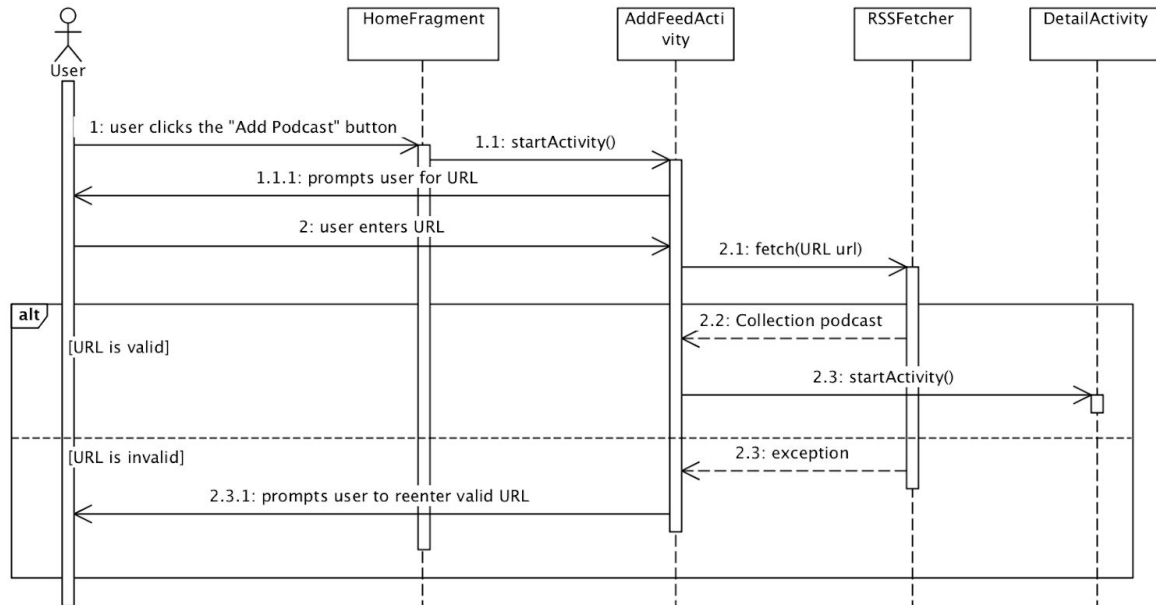 HomeFragment
AddFeedActi
vity
RSSFetcher
DetailActivity
User
1: user clicks the "Add Podcast" button
1.1: startActivity()
1.1.1: prompts user for URL
2: user enters URL
2.1: fetch(URL url)
alt
2.2: Collection podcast
[URL is valid]
2.3: startActivity()
[URL is invalid]
2.3: exception
2.3.1: prompts user to reenter valid URL